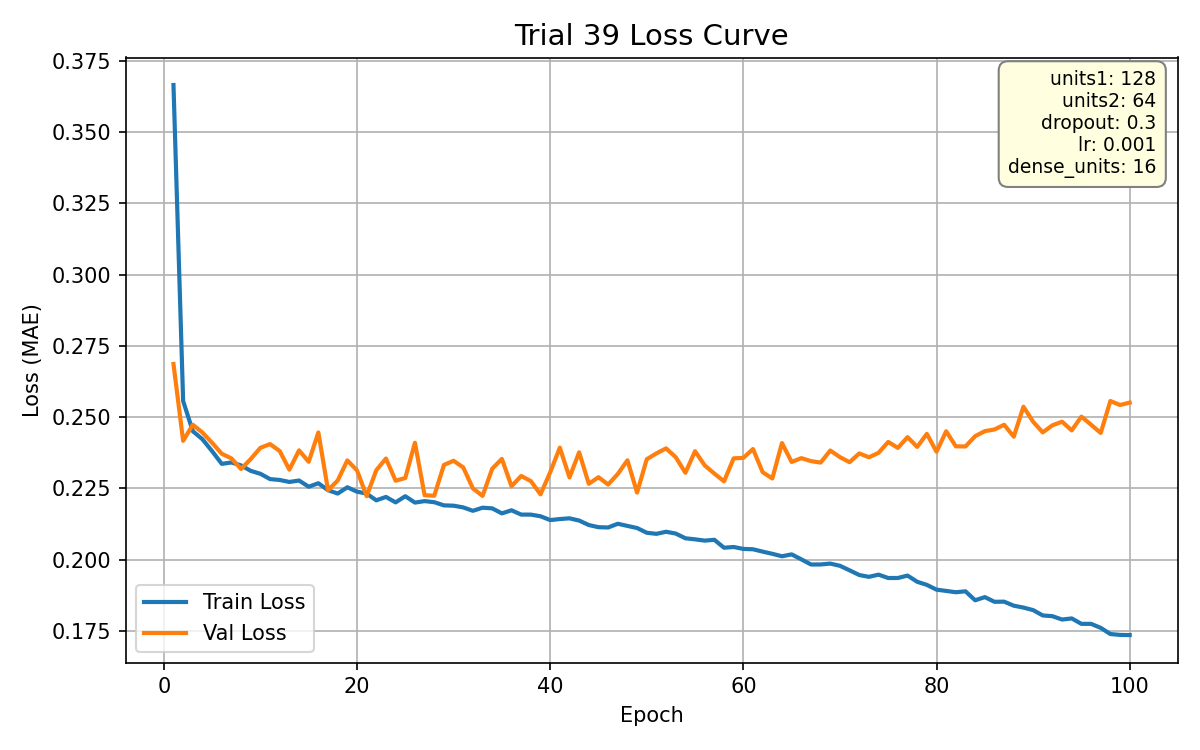 Trial 39 Loss Curve
units1: 128
units2: 64
dropout: 0.3
lr: 0.001
dense_units: 16
Loss (MAE)
0.375
0.350
0.325
0.300
0.275
0.250
0.225
0.200
0.175
Train Loss
Val Loss
0 20 40 60 80 100
Epoch